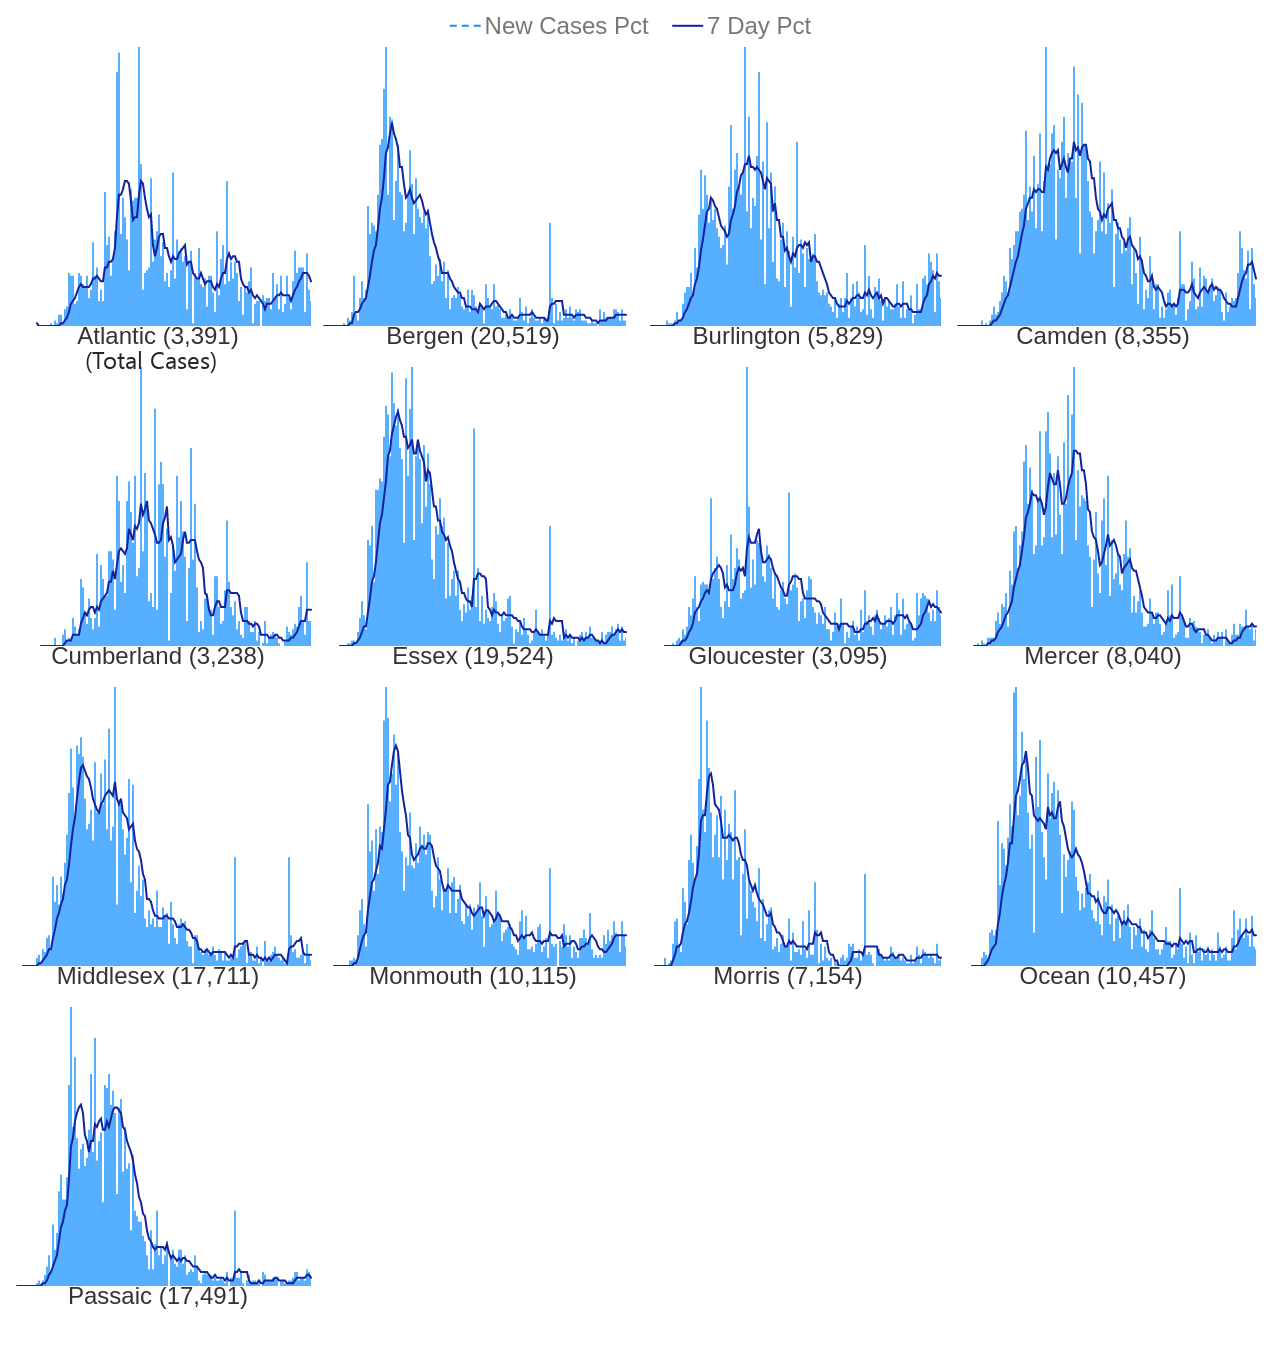 New Cases Pct 7 Day Pct
Atlantic (3,391) Bergen (20,519) Burlington (5,829) Camden (8,355)
(Total Cases)
Cumberland (3,238) Essex (19,524) Gloucester (3,095) Mercer (8,040)
Middlesex (17,711) Monmouth (10,115) Morris (7,154) Ocean (10,457)
Passaic (17,491)